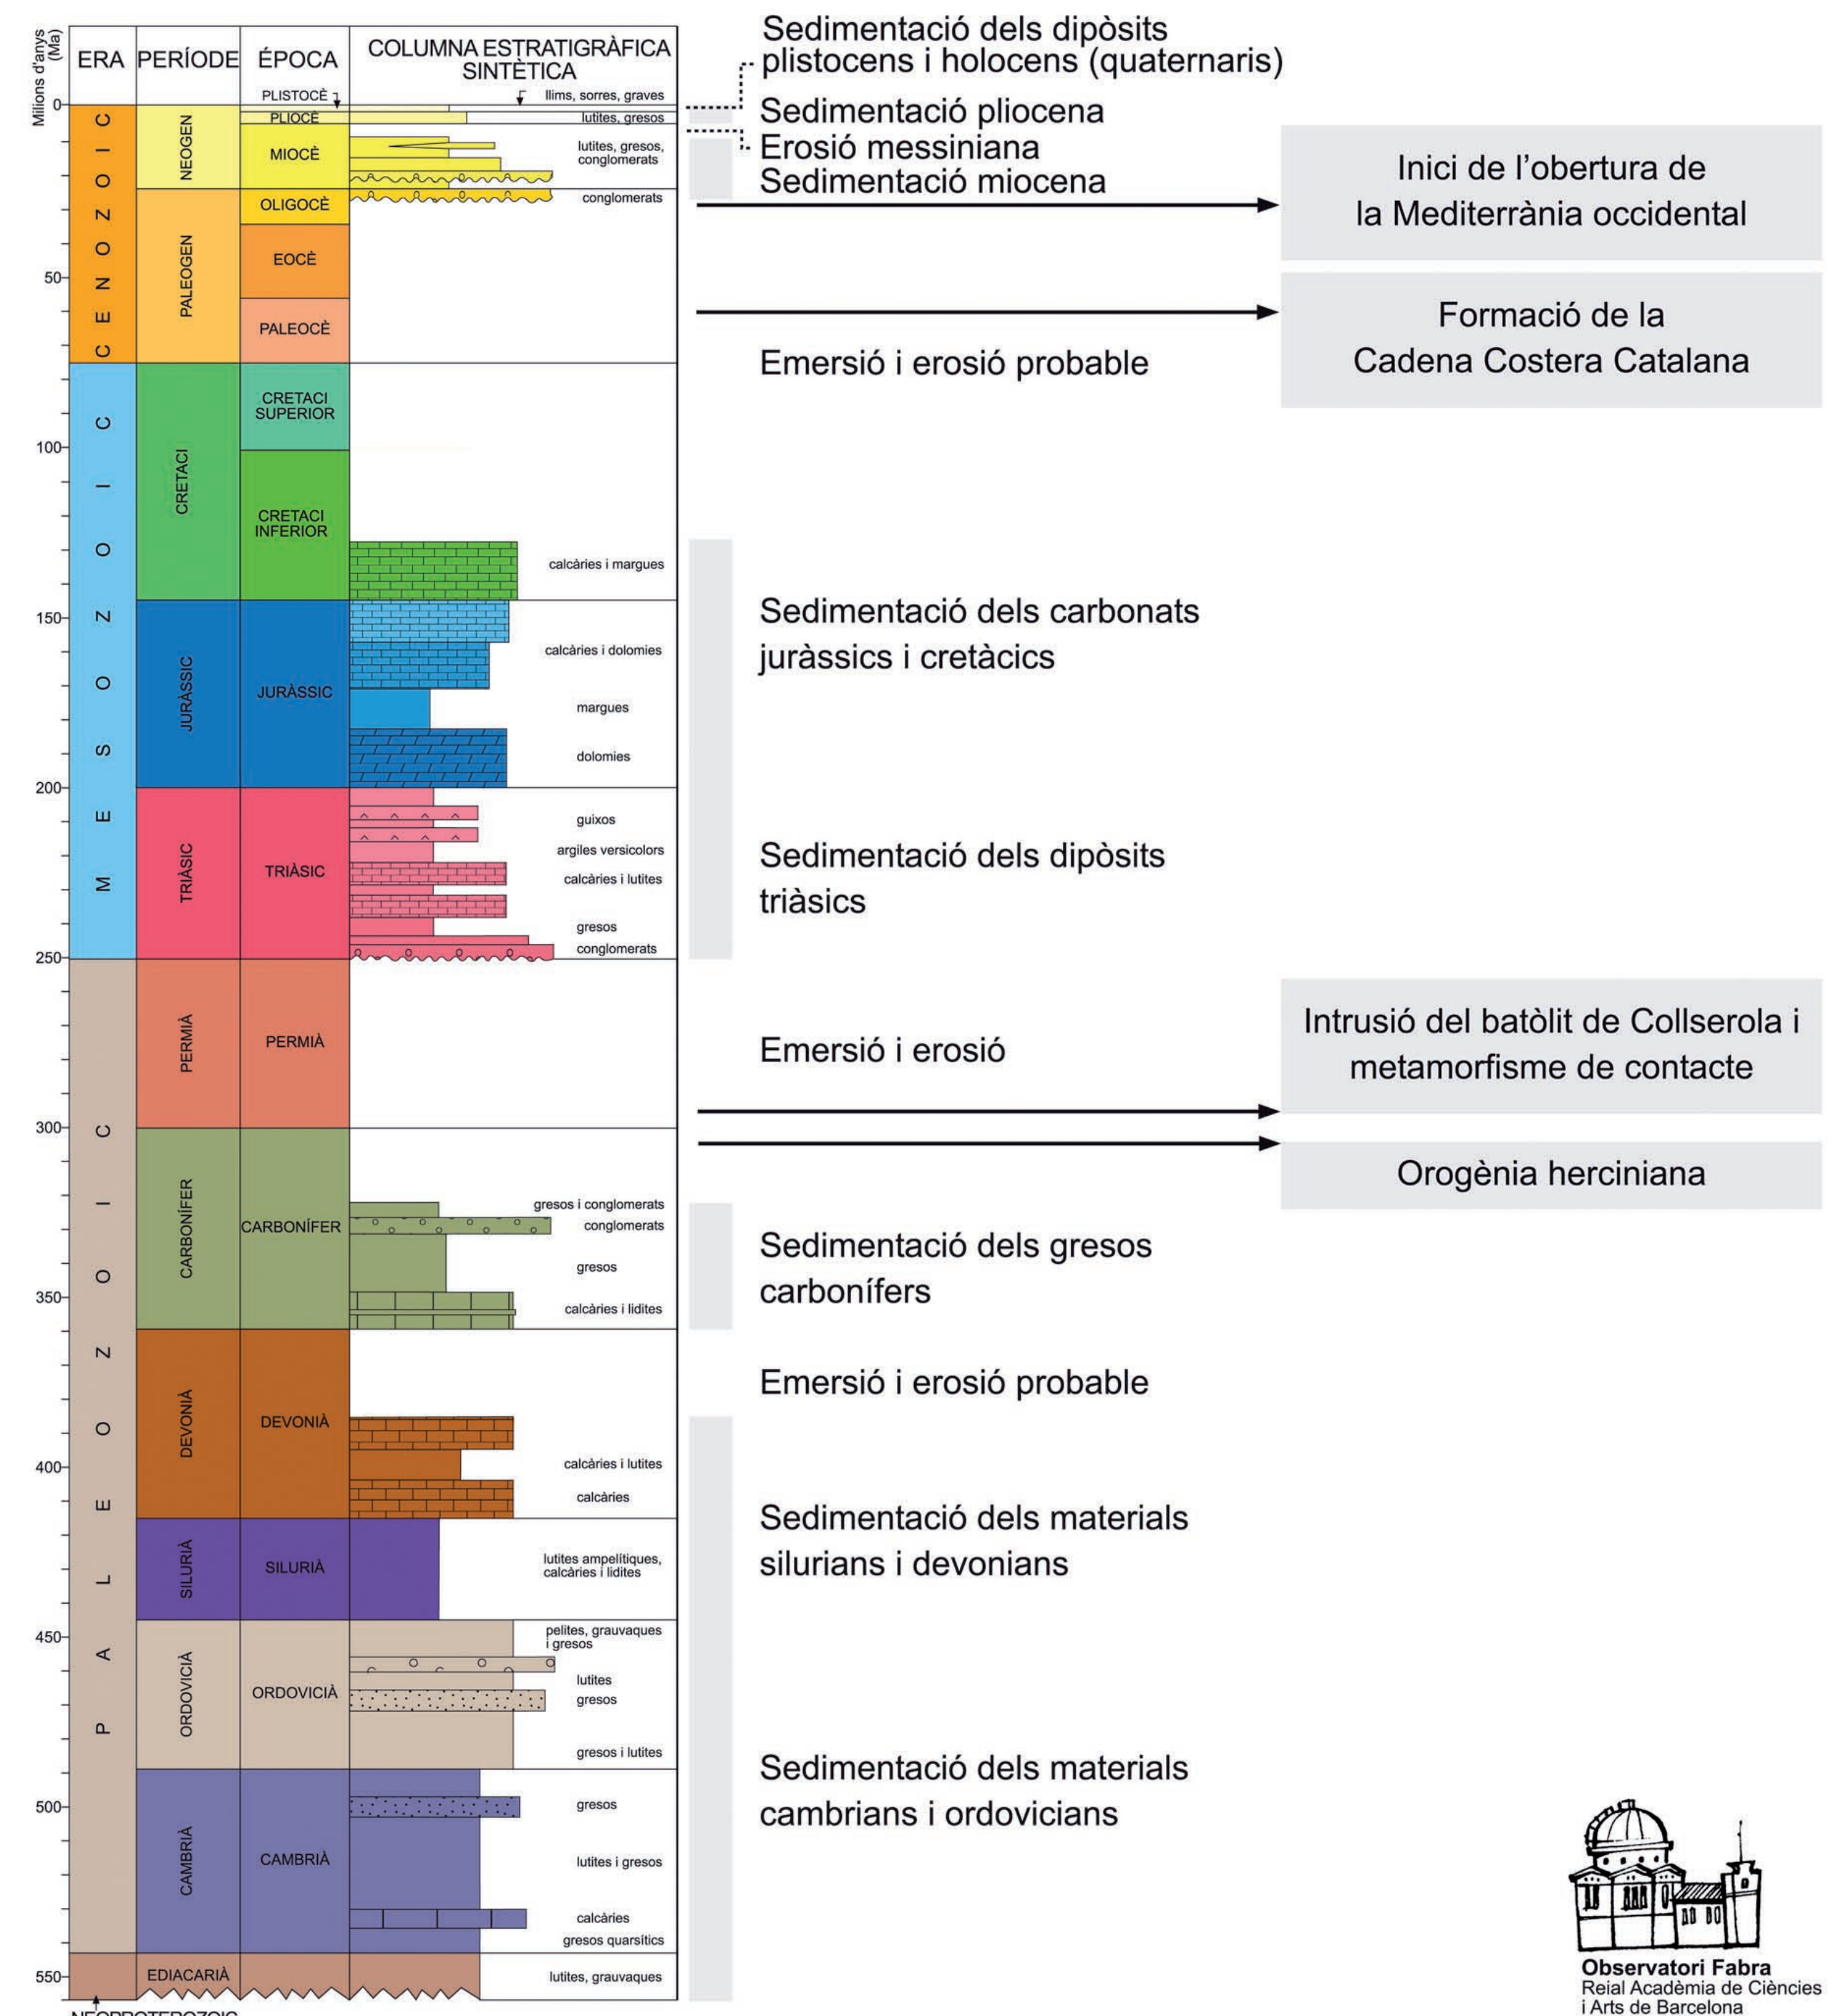 Milions d'anys
(Ma)
ERA
PERÍODE
ÉPOCA
COLUMNA ESTRATIGRÀFICA
SINTÈTICA
0
50
100
150
200
250
300
350
400
450
500
550
CENOZOIC
MESOZOIC
PALEOZOIC
NEOPROTEROZOIC
NEOGEN
PALEOGEN
CRETACI
JURÀSSIC
TRIÀSIC
PERMIÀ
CARBONÍFER
DEVONIÀ
SILURIÀ
ORDOVICIÀ
CAMBRIÀ
EDIACARIÀ
PLISTOCÈ
PLIOCÈ
MIOCÈ
OLIGOCÈ
EOCÈ
PALEOCÈ
CRETACI
SUPERIOR
CRETACI
INFERIOR
JURÀSSIC
TRIÀSIC
PERMIÀ
CARBONÍFER
DEVONIÀ
SILURIÀ
ORDOVICIÀ
CAMBRIÀ
llims, sorres, graves
lutites, gresos
lutites, gresos,
conglomerats
conglomerats
calcàries i margues
calcàries i dolomies
margues
dolomies
guixos
argiles versicolors
calcàries i lutites
gresos
conglomerats
gresos i conglomerats
conglomerats
gresos
calcàries i lidites
calcàries i lutites
calcàries
lutites ampelítiques,
calcàries i lidites
pelites, grauvaques
i gresos
lutites
gresos
gresos i lutites
gresos
lutites i gresos
calcàries
gresos quarsítics
lutites, grauvaques
Sedimentació dels dipòsits
plistocens i holocens (quaternaris)
Sedimentació pliocena
Erosió messiniana
Sedimentació miocena
Emersió i erosió probable
Sedimentació dels carbonats
juràssics i cretàcics
Sedimentació dels dipòsits
triàsics
Emersió i erosió
Sedimentació dels gresos
carbonífers
Emersió i erosió probable
Sedimentació dels materials
silurians i devonians
Sedimentació dels materials
cambrians i ordovicians
Inici de l'obertura de
la Mediterrània occidental
Formació de la
Cadena Costera Catalana
Intrusió del batòlit de Collserola i
metamorfisme de contacte
Orogènia herciniana
Observatori Fabra
Reial Acadèmia de Ciències
i Arts de Barcelona